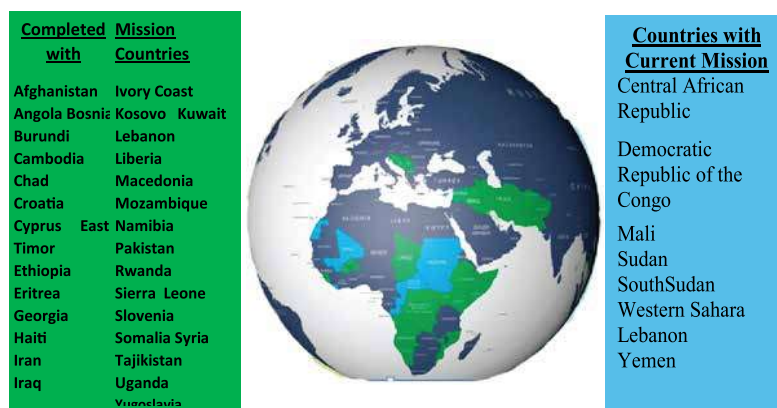 Completed with
Mission Countries
Afghanistan
Angola Bosnia
Burundi
Cambodia
Chad
Croatia
Cyprus East
Timor
Ethiopia
Eritrea
Georgia
Haiti
Iran
Iraq
Ivory Coast
Kosovo Kuwait
Lebanon
Liberia
Macedonia
Mozambique
Namibia
Pakistan
Rwanda
Sierra Leone
Slovenia
Somalia Syria
Tajikistan
Uganda
Yugoslavia
Countries with
Current Mission
Central African
Republic
Democratic
Republic of the
Congo
Mali
Sudan
SouthSudan
Western Sahara
Lebanon
Yemen